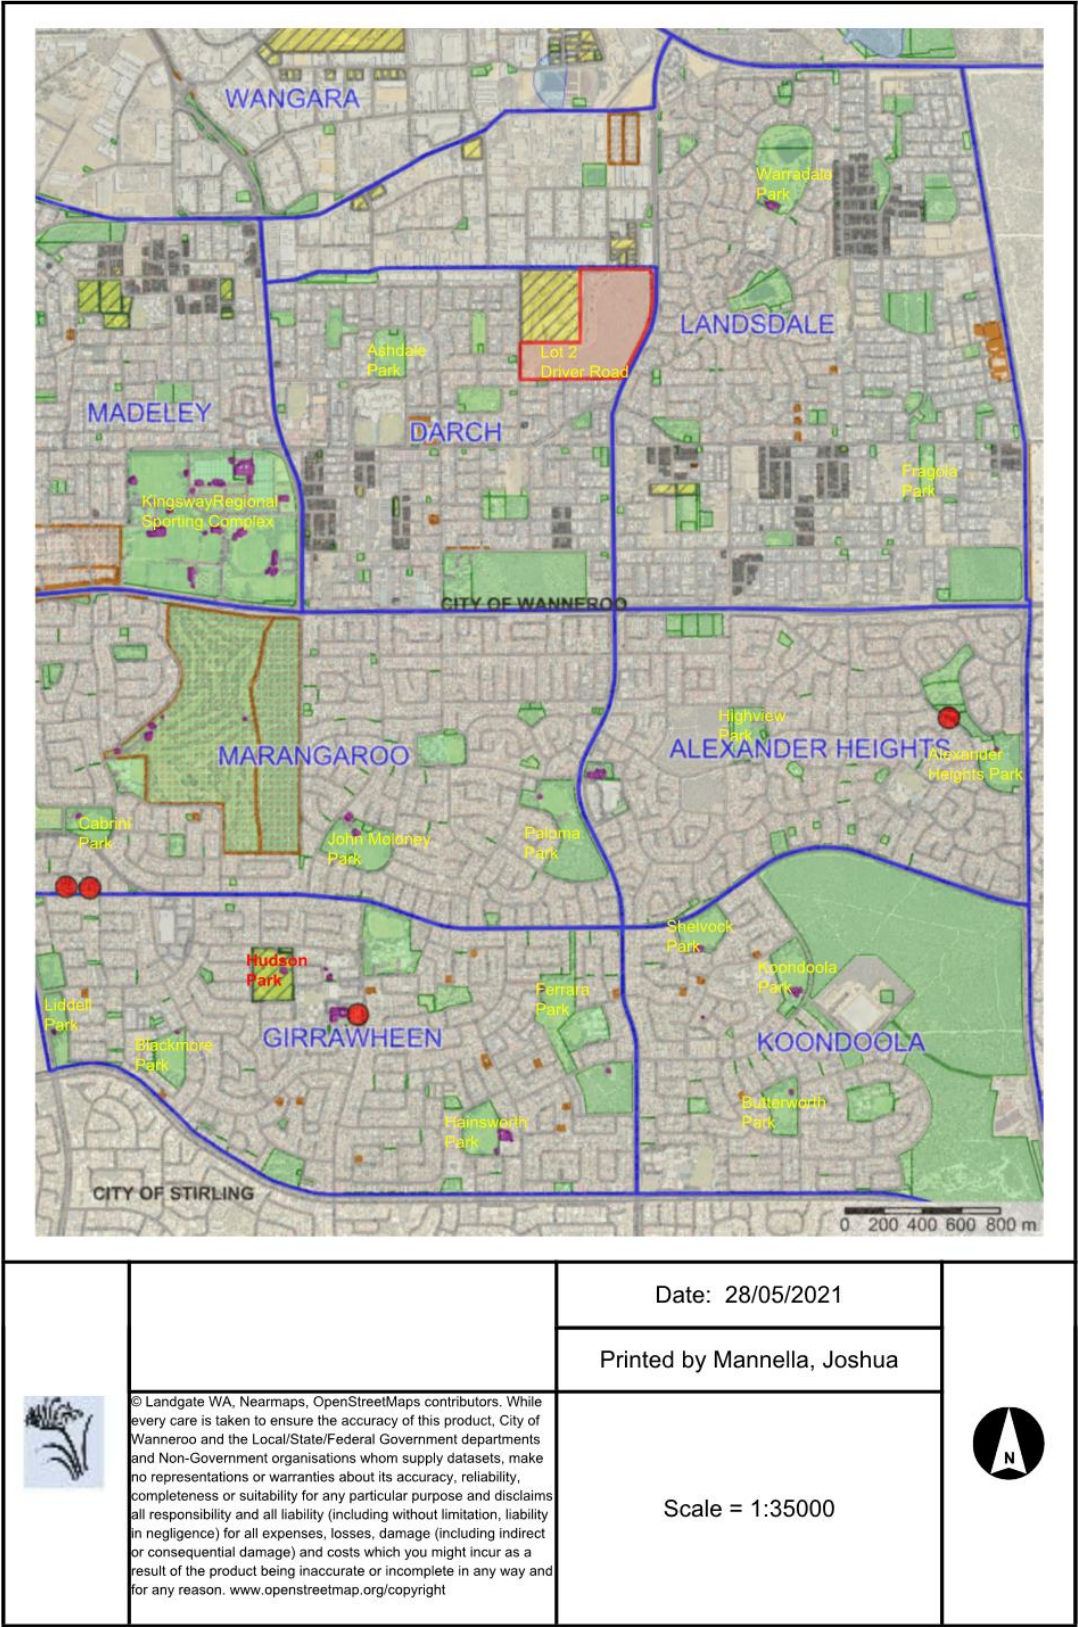 WANGARA
Warradale
Park
LANDSDALE
Ashdale
Park
Lot 2
Driver Road
MADELEY
DARCH
Fragola
Park
KingswayRegional
Sporting Complex
CITY OF WANNEROO
Highview
Park
MARANGAROO
ALEXANDER HEIGHTS
Alexander
Heights Park
Cabrini
Park
John Moloney
Park
Paloma
Park
Shelvock
Park
Hudson
Park
Koondoola
Park
Liddell
Park
Ferrara
Park
GIRRAWHEEN
KOONDOOLA
Blackmore
Park
Butterworth
Park
Hainsworth
Park
CITY OF STIRLING
0 200 400 600 800 m
Date: 28/05/2021
Printed by Mannella, Joshua
© Landgate WA, Nearmaps, OpenStreetMaps contributors. While
every care is taken to ensure the accuracy of this product, City of
Wanneroo and the Local/State/Federal Government departments
and Non-Government organisations whom supply datasets, make
no representations or warranties about its accuracy, reliability,
completeness or suitability for any particular purpose and disclaims
all responsibility and all liability (including without limitation, liability
in negligence) for all expenses, losses, damage (including indirect
or consequential damage) and costs which you might incur as a
result of the product being inaccurate or incomplete in any way and
for any reason. www.openstreetmap.org/copyright
Scale = 1:35000
N